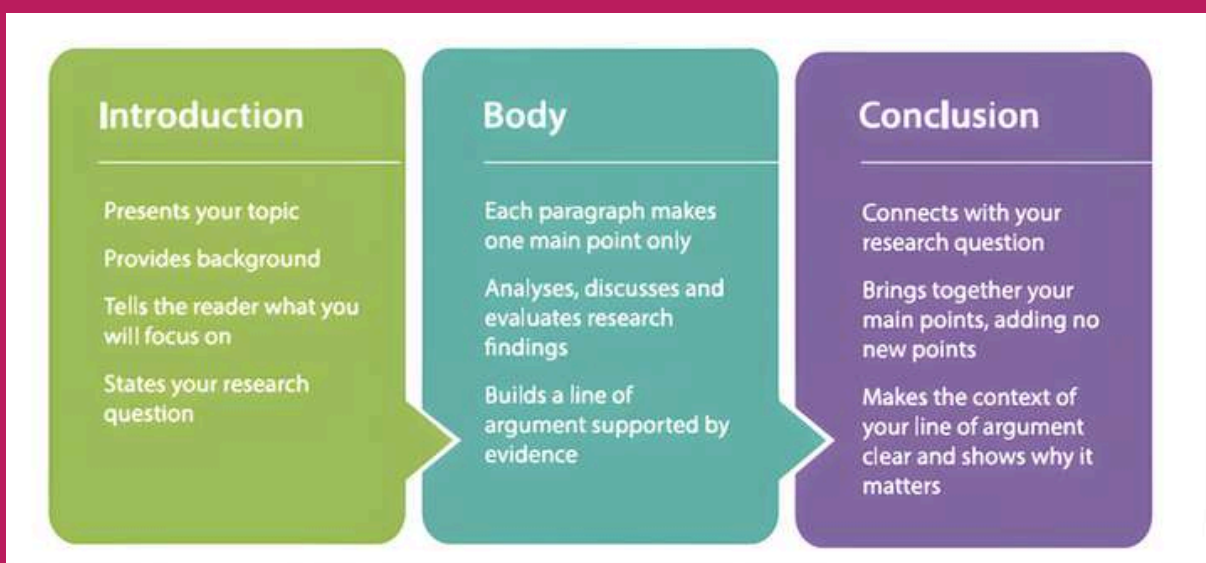 Introduction
Presents your topic
Provides background
Tells the reader what you
will focus on
States your research
question
Body
Each paragraph makes
one main point only
Analyses, discusses and
evaluates research
findings
Builds a line of
argument supported by
evidence
Conclusion
Connects with your
research question
Brings together your
main points, adding no
new points
Makes the context of
your line of argument
clear and shows why it
matters